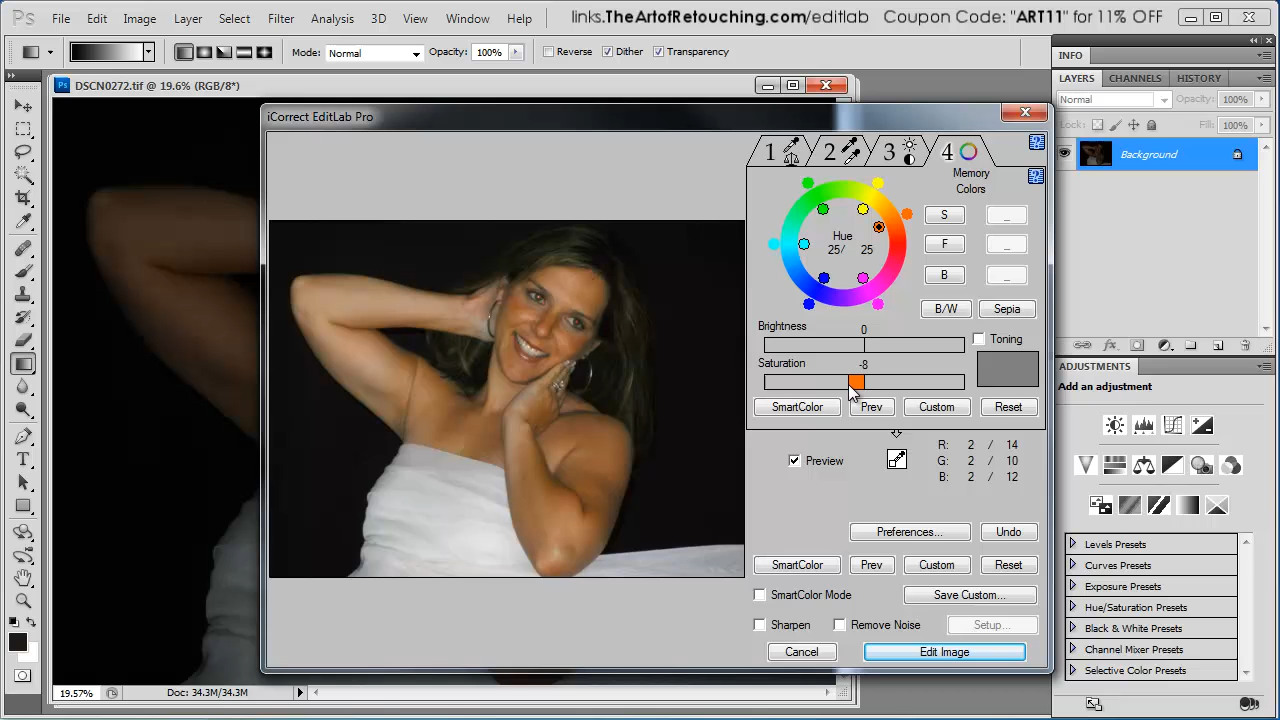 File Edit Image Layer Select Filter Analysis 3D View Window Help
links.TheArtofRetouching.com/editlab Coupon Code: "ART11" for 11% OFF
Mode: Normal Opacity: 100% Reverse Dither Transparency
Ps DSCN0272.tif @ 19.6% (RGB/8*)
iCorrect EditLab Pro
1 2 3 4
Memory
Colors
Hue
25/ 25
S _
F _
B _
B/W Sepia
Brightness 0
Toning
Saturation -8
SmartColor Prev Custom Reset
Preview
R: 2 / 14
G: 2 / 10
B: 2 / 12
Preferences... Undo
SmartColor Prev Custom Reset
SmartColor Mode Save Custom...
Sharpen Remove Noise Setup...
Cancel Edit Image
19.57% Doc: 34.3M/34.3M
INFO
LAYERS CHANNELS HISTORY
Normal Opacity: 100%
Lock: Fill: 100%
Background
ADJUSTMENTS
Add an adjustment
Levels Presets
Curves Presets
Exposure Presets
Hue/Saturation Presets
Black & White Presets
Channel Mixer Presets
Selective Color Presets